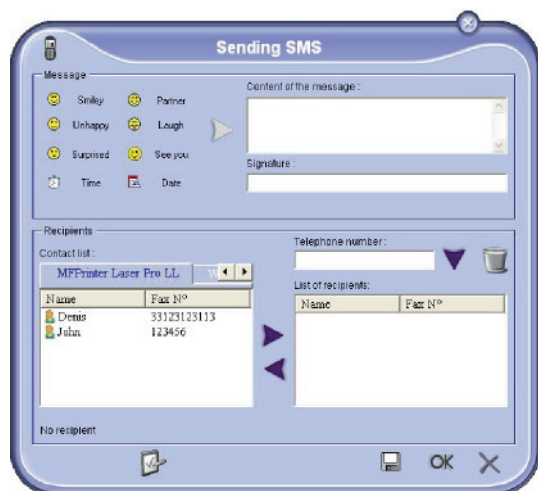 Sending SMS
Message
Smiley Partner
Unhappy Laugh
Surprised See you
Time Date
Content of the message :
Signature :
Recipients
Contact list :
MFPrinter Laser Pro LL
Name Fax Nº
Denis 33123123113
John 123456
No recipient
Telephone number :
List of recipients:
Name Fax Nº
OK